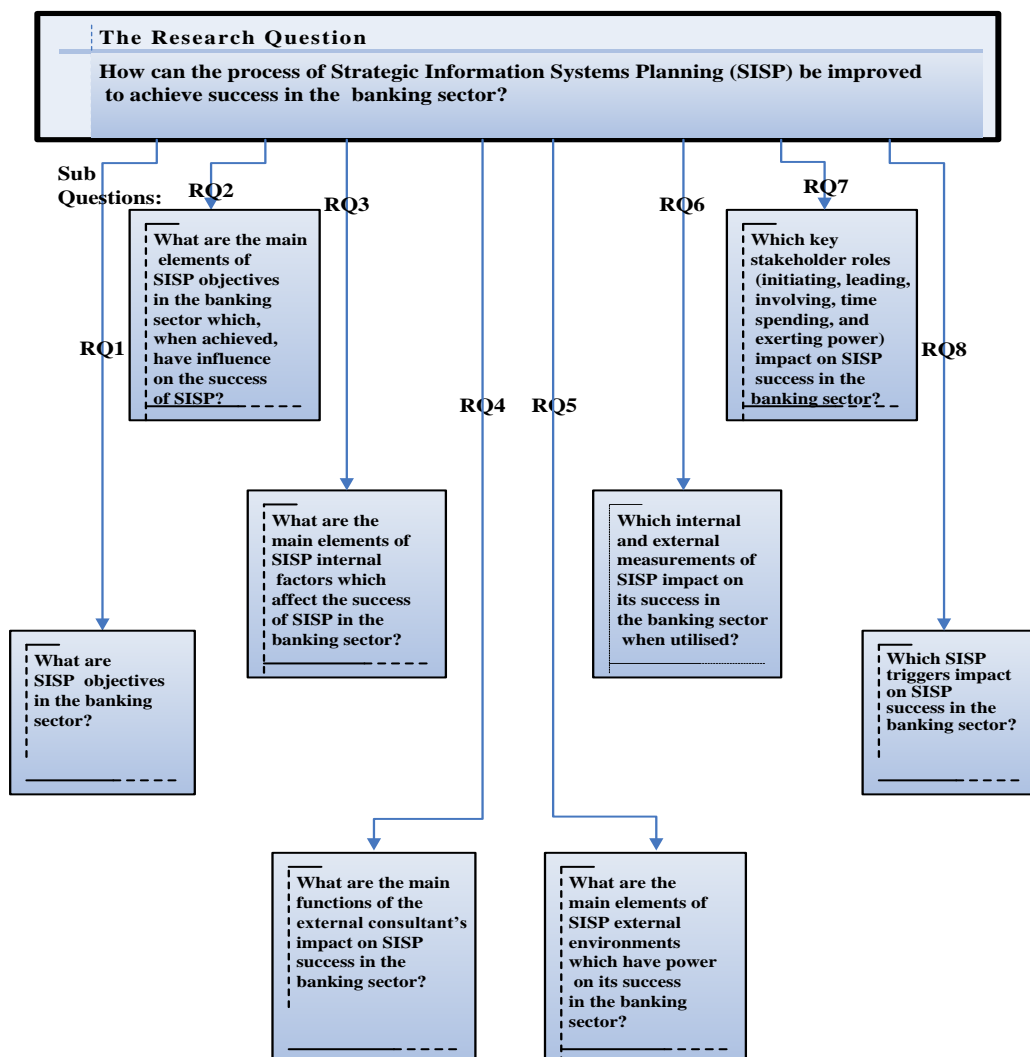 The Research Question
How can the process of Strategic Information Systems Planning (SISP) be improved
to achieve success in the banking sector?
Sub
Questions:
RQ1
What are
SISP objectives
in the banking
sector?
RQ2
What are the main
elements of
SISP objectives
in the banking
sector which,
when achieved,
have influence
on the success
of SISP?
RQ3
What are the
main elements of
SISP internal
factors which
affect the success
of SISP in the
banking sector?
RQ4
What are the main
functions of the
external consultant's
impact on SISP
success in the
banking sector?
RQ5
What are the
main elements of
SISP external
environments
which have power
on its success
in the banking
sector?
RQ6
Which internal
and external
measurements of
SISP impact on
its success in
the banking sector
when utilised?
RQ7
Which key
stakeholder roles
(initiating, leading,
involving, time
spending, and
exerting power)
impact on SISP
success in the
banking sector?
RQ8
Which SISP
triggers impact
on SISP
success in the
banking sector?